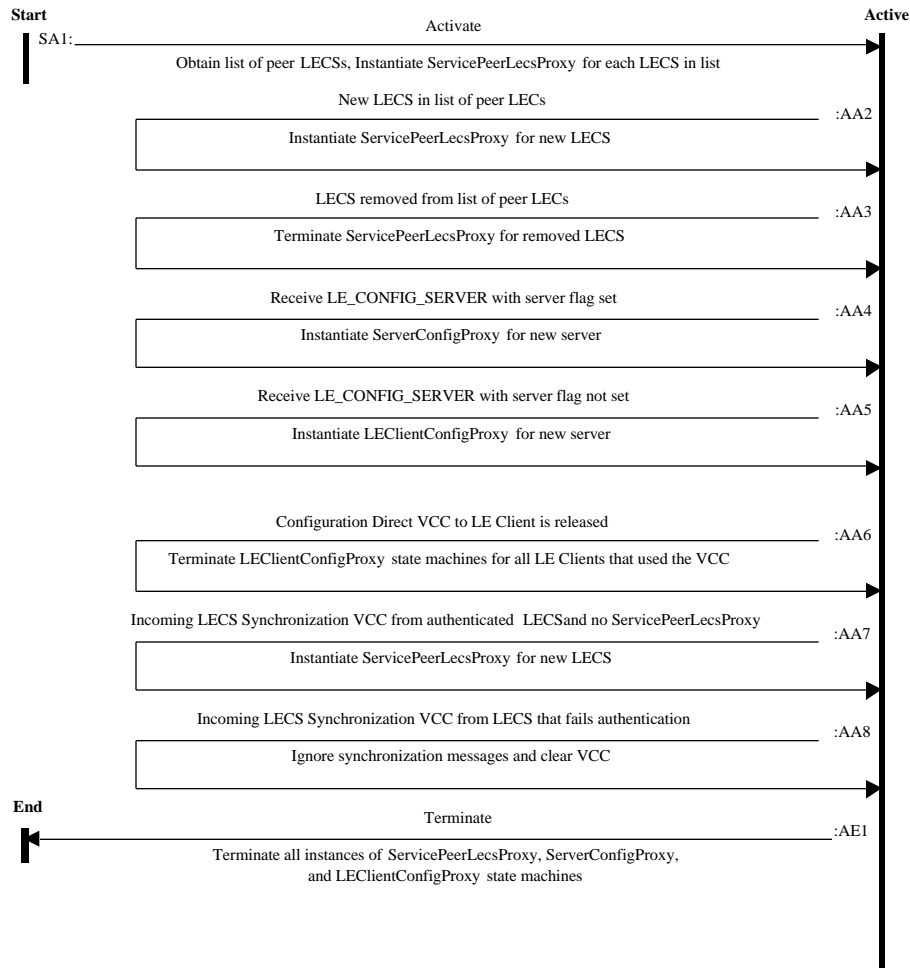 Start
Active
Activate
SA1:
Obtain list of peer LECSs, Instantiate ServicePeerLecsProxy for each LECS in list
New LECS in list of peer LECs
:AA2
Instantiate ServicePeerLecsProxy for new LECS
LECS removed from list of peer LECs
:AA3
Terminate ServicePeerLecsProxy for removed LECS
Receive LE_CONFIG_SERVER with server flag set
:AA4
Instantiate ServerConfigProxy for new server
Receive LE_CONFIG_SERVER with server flag not set
:AA5
Instantiate LEClientConfigProxy for new server
Configuration Direct VCC to LE Client is released
:AA6
Terminate LEClientConfigProxy state machines for all LE Clients that used the VCC
Incoming LECS Synchronization VCC from authenticated LECSand no ServicePeerLecsProxy
:AA7
Instantiate ServicePeerLecsProxy for new LECS
Incoming LECS Synchronization VCC from LECS that fails authentication
:AA8
Ignore synchronization messages and clear VCC
End
Terminate
:AE1
Terminate all instances of ServicePeerLecsProxy, ServerConfigProxy,
and LEClientConfigProxy state machines